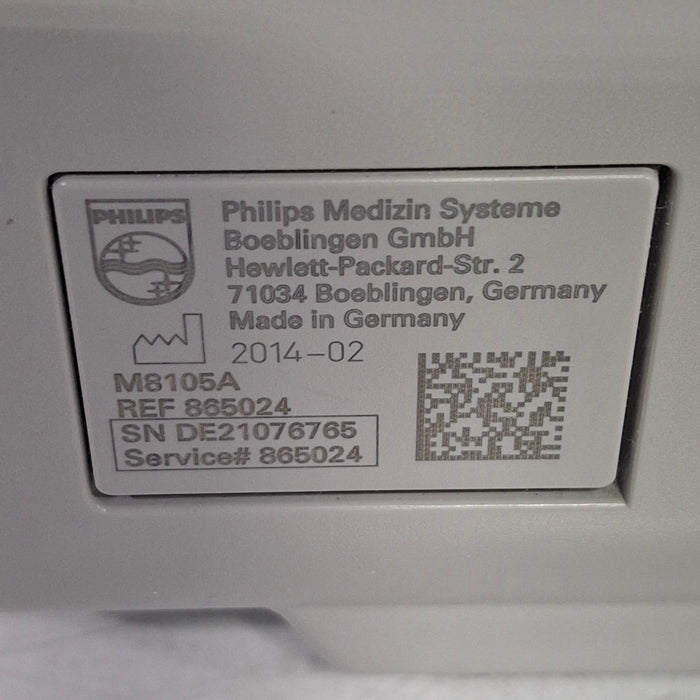 PHILIPS
Philips Medizin Systeme
Boeblingen GmbH
Hewlett-Packard-Str. 2
71034 Boeblingen, Germany
Made in Germany
2014-02
M8105A
REF 865024
SN DE21076765
Service# 865024